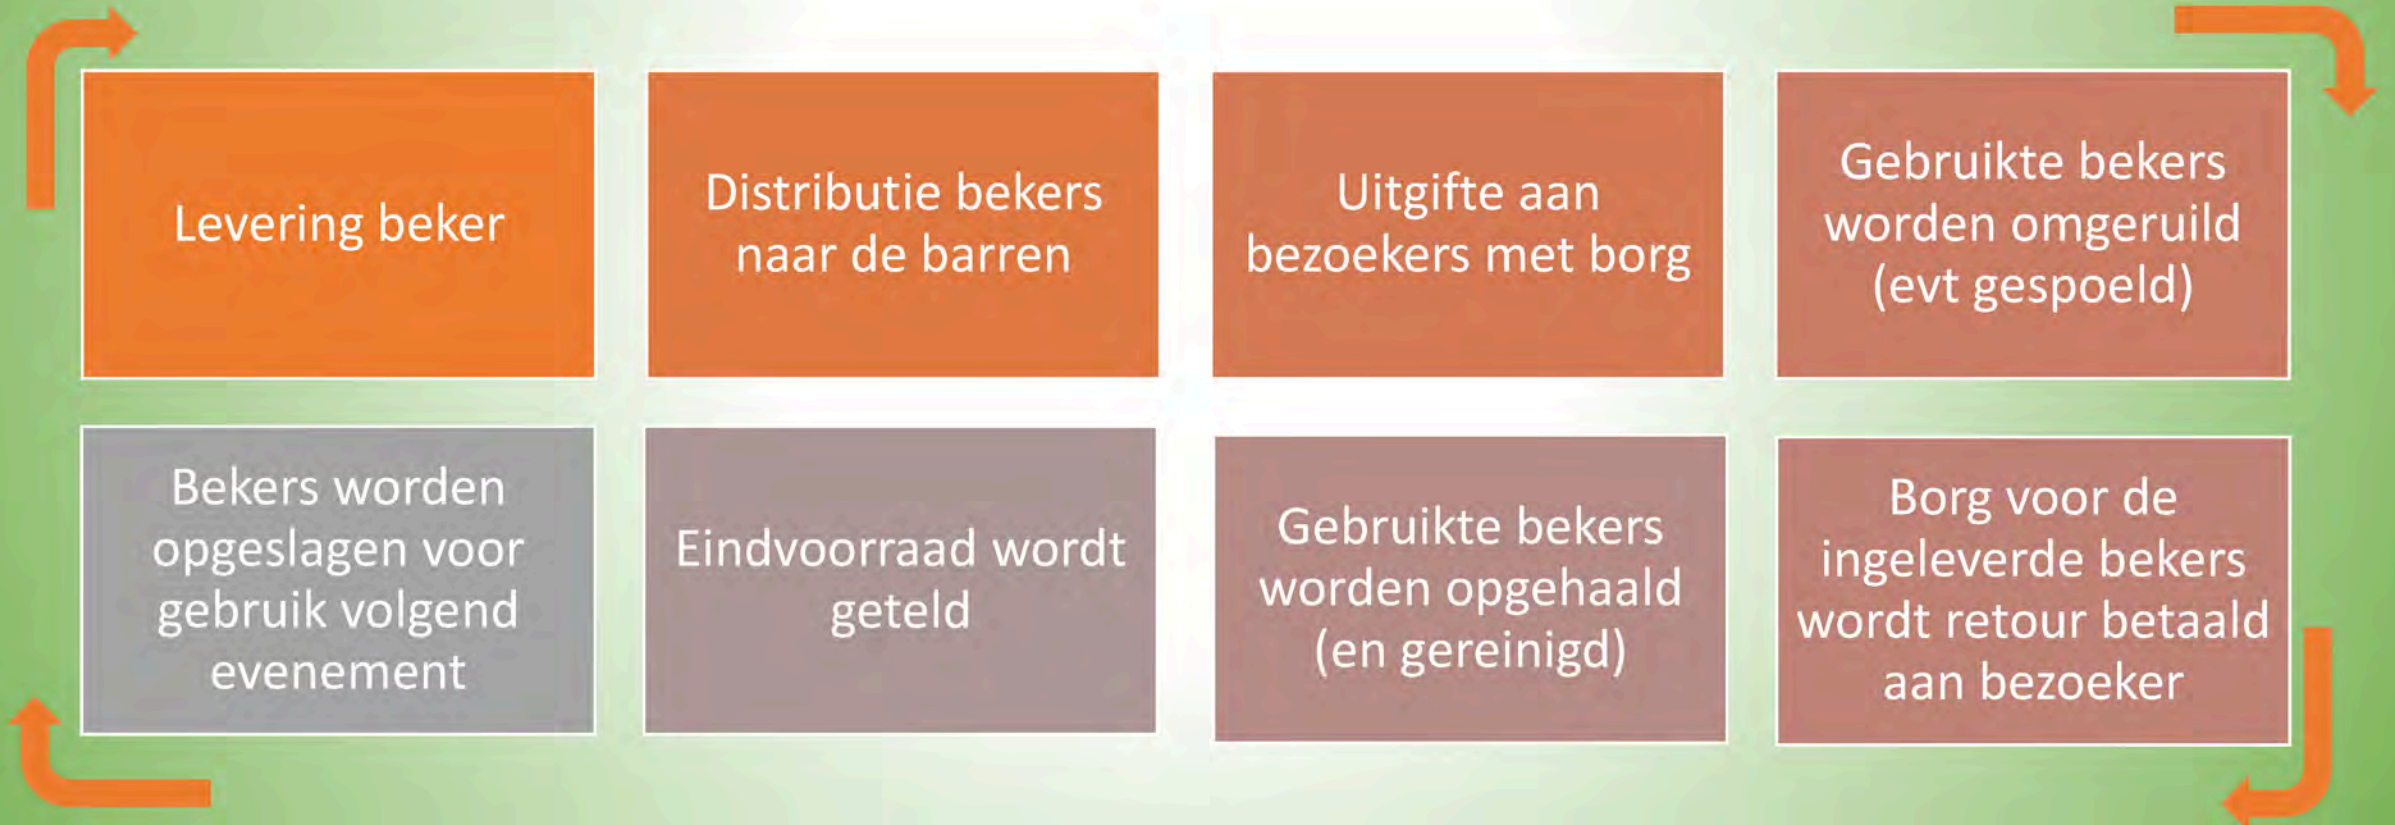 Levering beker
Distributie bekers
naar de barren
Uitgifte aan
bezoekers met borg
Gebruikte bekers
worden omgeruild
(evt gespoeld)
Borg voor de
ingeleverde bekers
wordt retour betaald
aan bezoeker
Gebruikte bekers
worden opgehaald
(en gereinigd)
Eindvoorraad wordt
geteld
Bekers worden
opgeslagen voor
gebruik volgend
evenement